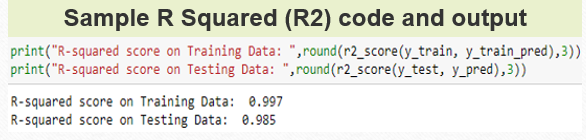 Sample R Squared (R2) code and output
print("R-squared score on Training Data: ",round(r2_score(y_train, y_train_pred),3))
print("R-squared score on Testing Data: ",round(r2_score(y_test, y_pred),3))
R-squared score on Training Data:  0.997
R-squared score on Testing Data:  0.985